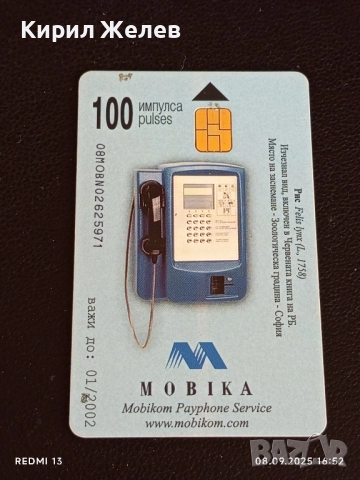 Кирил Желев
100 импулса
pulses
08MOBN02625971
важи до: 01/2002
Рис Felis lynx (L., 1758)
Изчезнал вид, включен в Червената книга на РБ.
Място на заснемане - Зоологическа градина - София
MOBIKA
Mobikom Payphone Service
www.mobikom.com
REDMI 13
08.09.2025 16:52
BAZAR